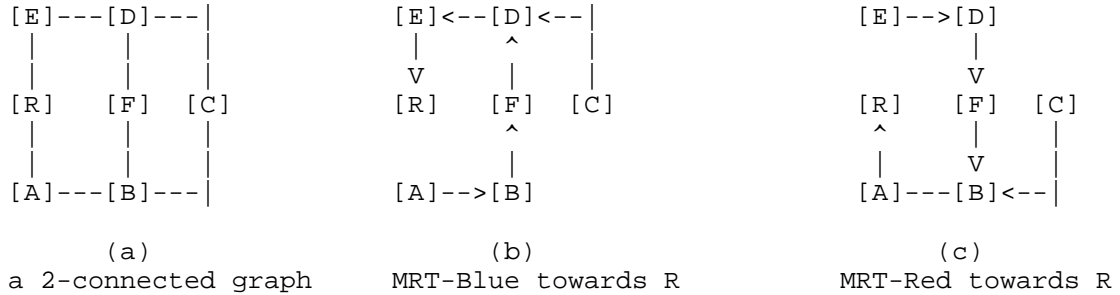 [E]---[D]---|     [E]<--[D]<--|     [E]-->[D]
 |     |    |      |     ^    |            |
 |     |    |      V     |    |            V
[R]   [F]  [C]    [R]   [F]  [C]    [R]   [F]  [C]
 |     |    |            ^    ^      |    |
 |     |    |            |           |     V    |
[A]---[B]---|     [A]-->[B]         [A]---[B]<--|
(a) (b) (c)
a 2-connected graph MRT-Blue towards R MRT-Red towards R